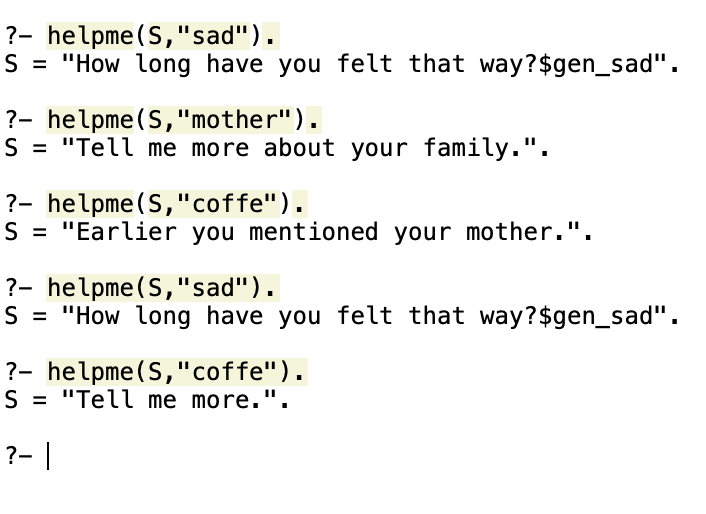 ?- helpme(S,"sad").
S = "How long have you felt that way?$gen_sad".
?- helpme(S,"mother").
S = "Tell me more about your family.".
?- helpme(S,"coffe").
S = "Earlier you mentioned your mother.".
?- helpme(S,"sad").
S = "How long have you felt that way?$gen_sad".
?- helpme(S,"coffe").
S = "Tell me more.".
?-